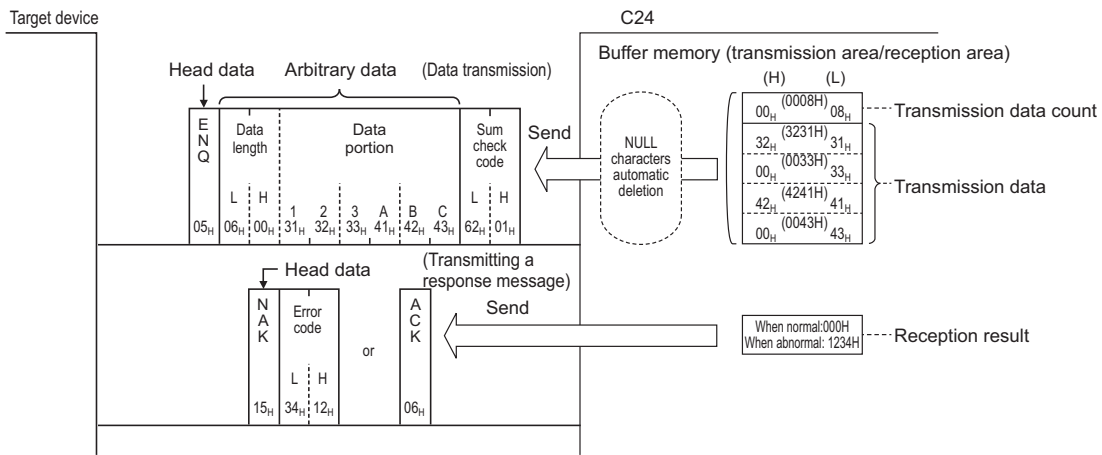 Target device
C24
Buffer memory (transmission area/reception area)
Head data
Arbitrary data
(Data transmission)
(H)
(L)
E
N
Q
Data
length
Data
portion
Sum
check
code
Send
NULL
characters
automatic
deletion
00H (0008H) 08H
Transmission data count
32H (3231H) 31H
00H (0033H) 33H
42H (4241H) 41H
00H (0043H) 43H
Transmission data
L H
L H
1 2 3 A B C
05H 06H 00H 31H 32H 33H 41H 42H 43H 62H 01H
(Transmitting a
response message)
Head data
Send
N
A
K
Error
code
or
A
C
K
L H
15H 34H 12H
06H
When normal:000H
When abnormal: 1234H
Reception result